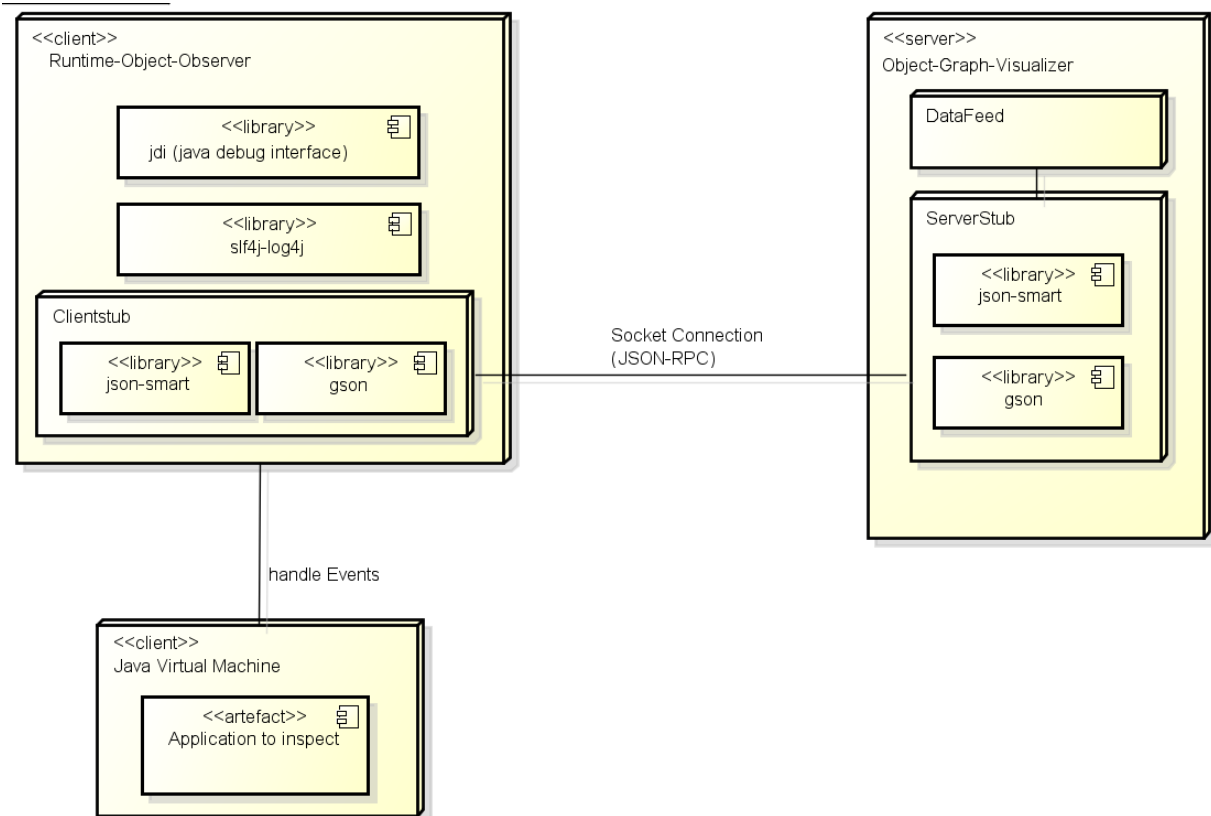 <<client>>
Runtime-Object-Observer
<<library>>
jdi (java debug interface)
<<library>>
slf4j-log4j
Clientstub
<<library>>
json-smart
<<library>>
gson
Socket Connection
(JSON-RPC)
<<server>>
Object-Graph-Visualizer
DataFeed
ServerStub
<<library>>
json-smart
<<library>>
gson
handle Events
<<client>>
Java Virtual Machine
<<artefact>>
Application to inspect